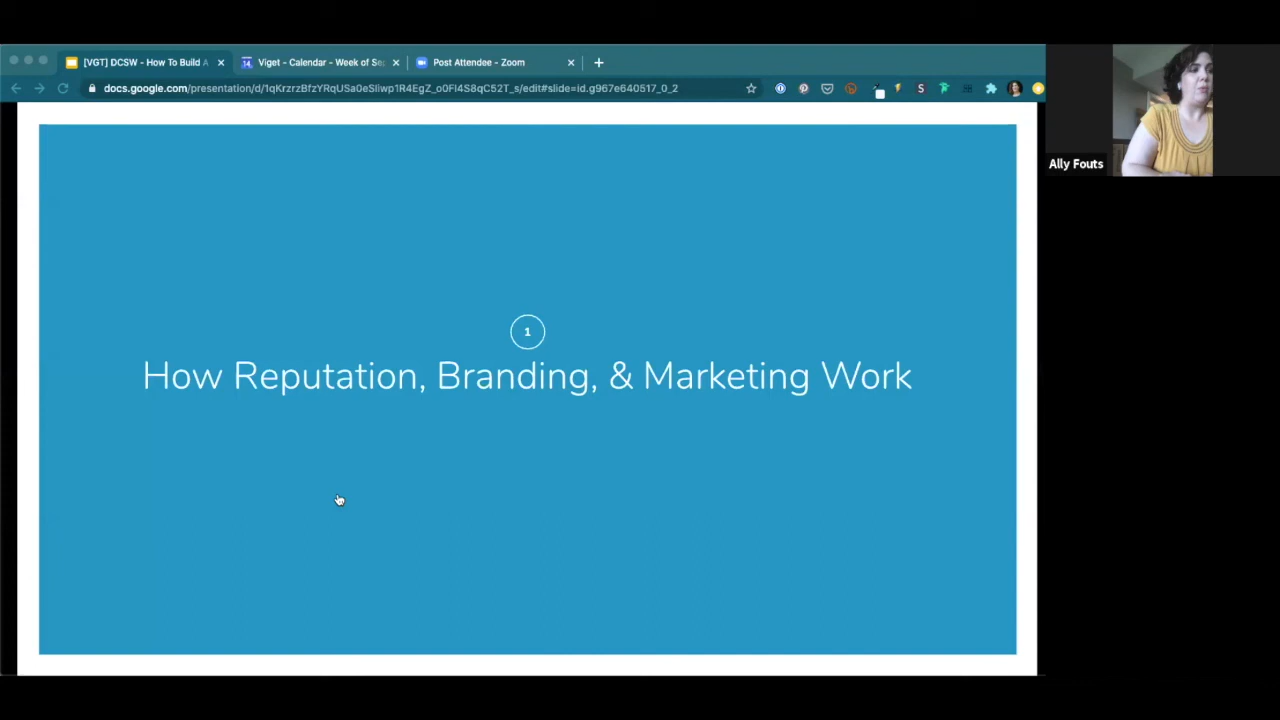 [VGT] DCSW - How To Build A
Viget - Calendar - Week of Se
Post Attendee - Zoom
docs.google.com/presentation/d/1qKrzrzBfzYRqUSa0eSliwp1R4EgZ_o0Fl4S8qC52T_s/edit#slide=id.g967e640517_0_2
Ally Fouts
1
How Reputation, Branding, & Marketing Work